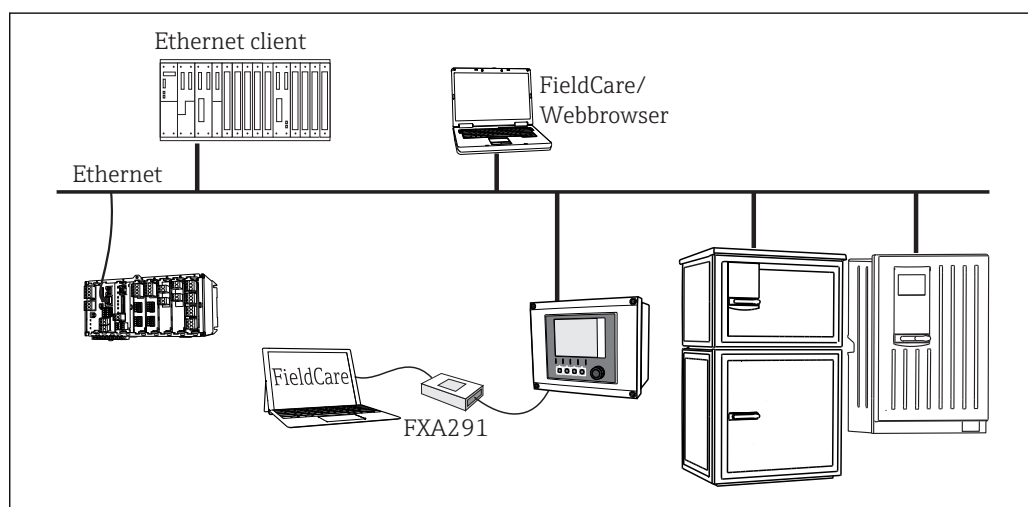 Ethernet client
FieldCare/
Webbrowser
Ethernet
FieldCare
FXA291